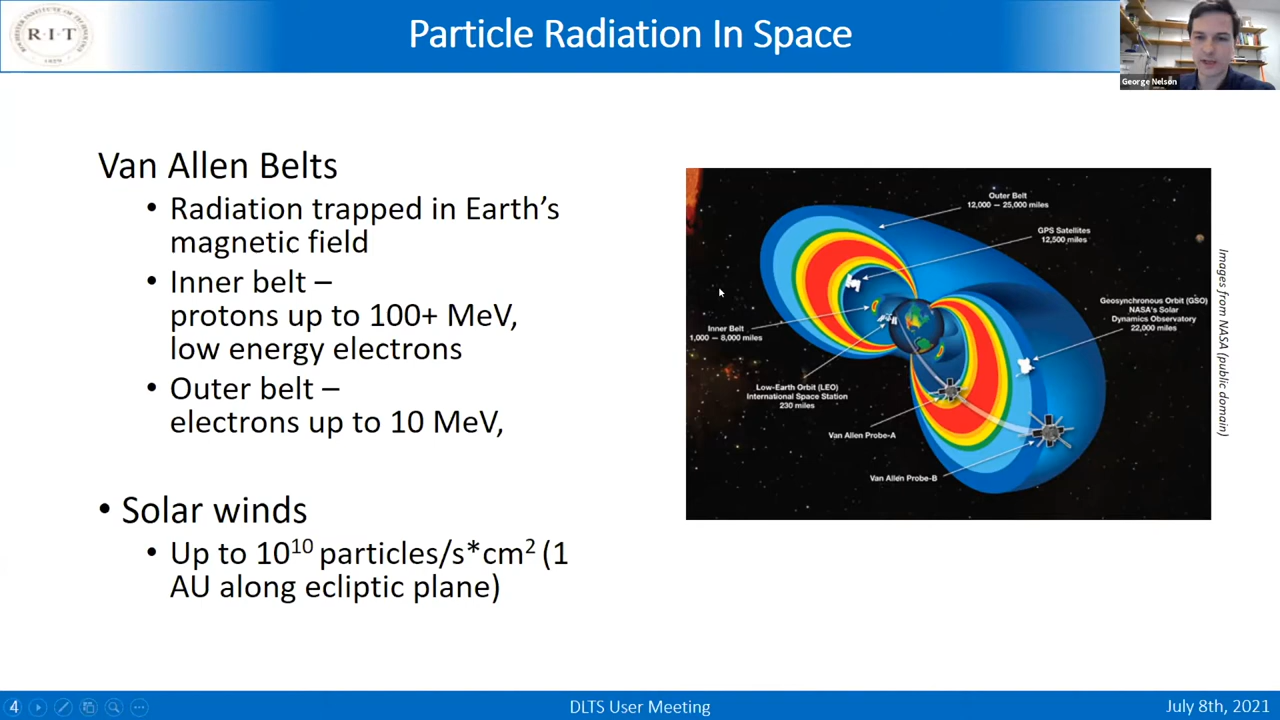 R·I·T
1829
Particle Radiation In Space
George Nelson
Van Allen Belts
• Radiation trapped in Earth’s
magnetic field
• Inner belt –
protons up to 100+ MeV,
low energy electrons
• Outer belt –
electrons up to 10 MeV,
• Solar winds
• Up to 10¹⁰ particles/s*cm² (1
AU along ecliptic plane)
Outer Belt
12,000 – 25,000 miles
GPS Satellites
12,500 miles
Geosynchronous Orbit (GSO)
NASA's Solar
Dynamics Observatory
22,000 miles
Inner Belt
1,000 – 8,000 miles
Low-Earth Orbit (LEO)
International Space Station
230 miles
Van Allen Probe-A
Van Allen Probe-B
Images from NASA (public domain)
4
DLTS User Meeting
July 8th, 2021